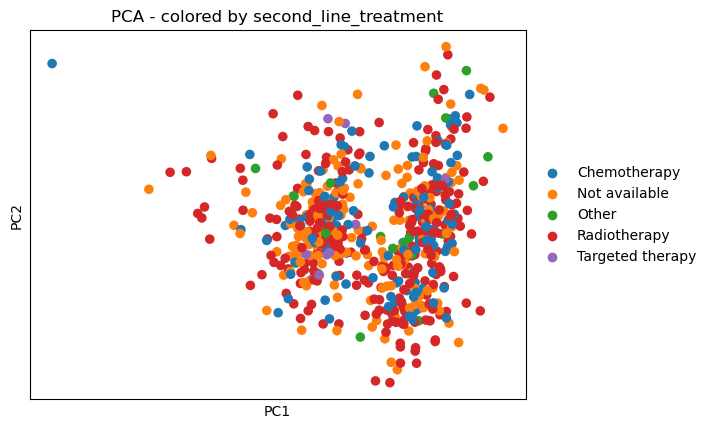 PCA - colored by second_line_treatment
PC2
Chemotherapy
Not available
Other
Radiotherapy
Targeted therapy
PC1